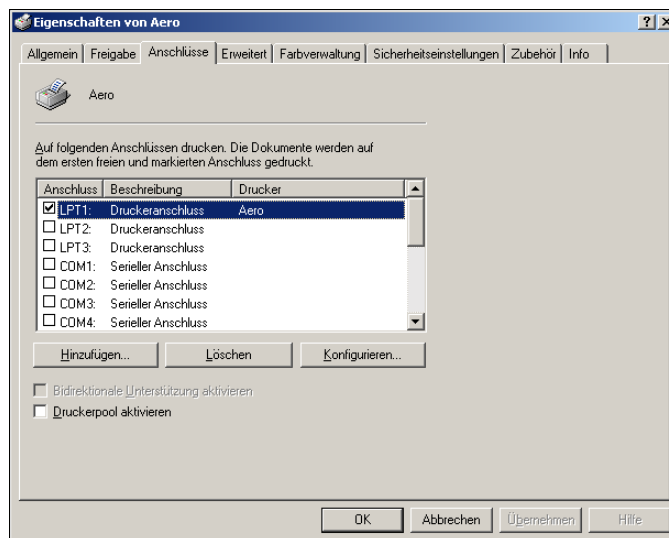 Eigenschaften von Aero
Allgemein Freigabe Anschlüsse Erweitert Farbverwaltung Sicherheitseinstellungen Zubehör Info
Aero
Auf folgenden Anschlüssen drucken. Die Dokumente werden auf
dem ersten freien und markierten Anschluss gedruckt.
Anschluss Beschreibung Drucker
LPT1: Druckeranschluss Aero
LPT2: Druckeranschluss
LPT3: Druckeranschluss
COM1: Serieller Anschluss
COM2: Serieller Anschluss
COM3: Serieller Anschluss
COM4: Serieller Anschluss
Hinzufügen... Löschen Konfigurieren...
Bidirektionale Unterstützung aktivieren
Druckerpool aktivieren
OK Abbrechen Übernehmen Hilfe